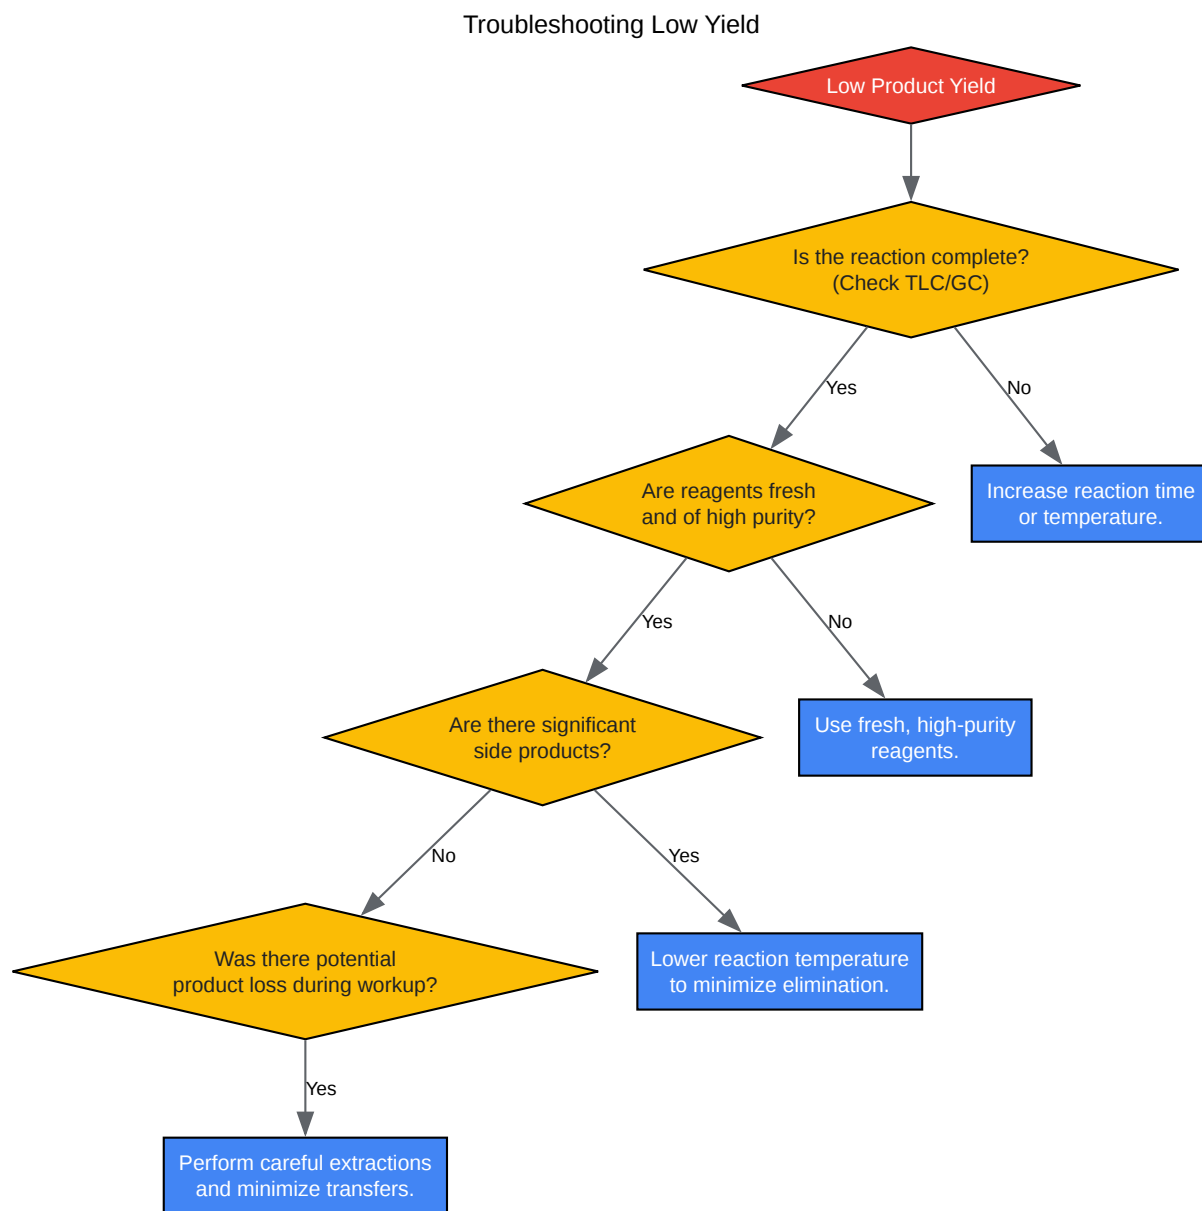 Troubleshooting Low Yield
Low Product Yield
Is the reaction complete?
(Check TLC/GC)
Yes
No
Are reagents fresh
and of high purity?
Increase reaction time
or temperature.
Yes
No
Are there significant
side products?
Use fresh, high-purity
reagents.
No
Yes
Was there potential
product loss during workup?
Lower reaction temperature
to minimize elimination.
Yes
Perform careful extractions
and minimize transfers.